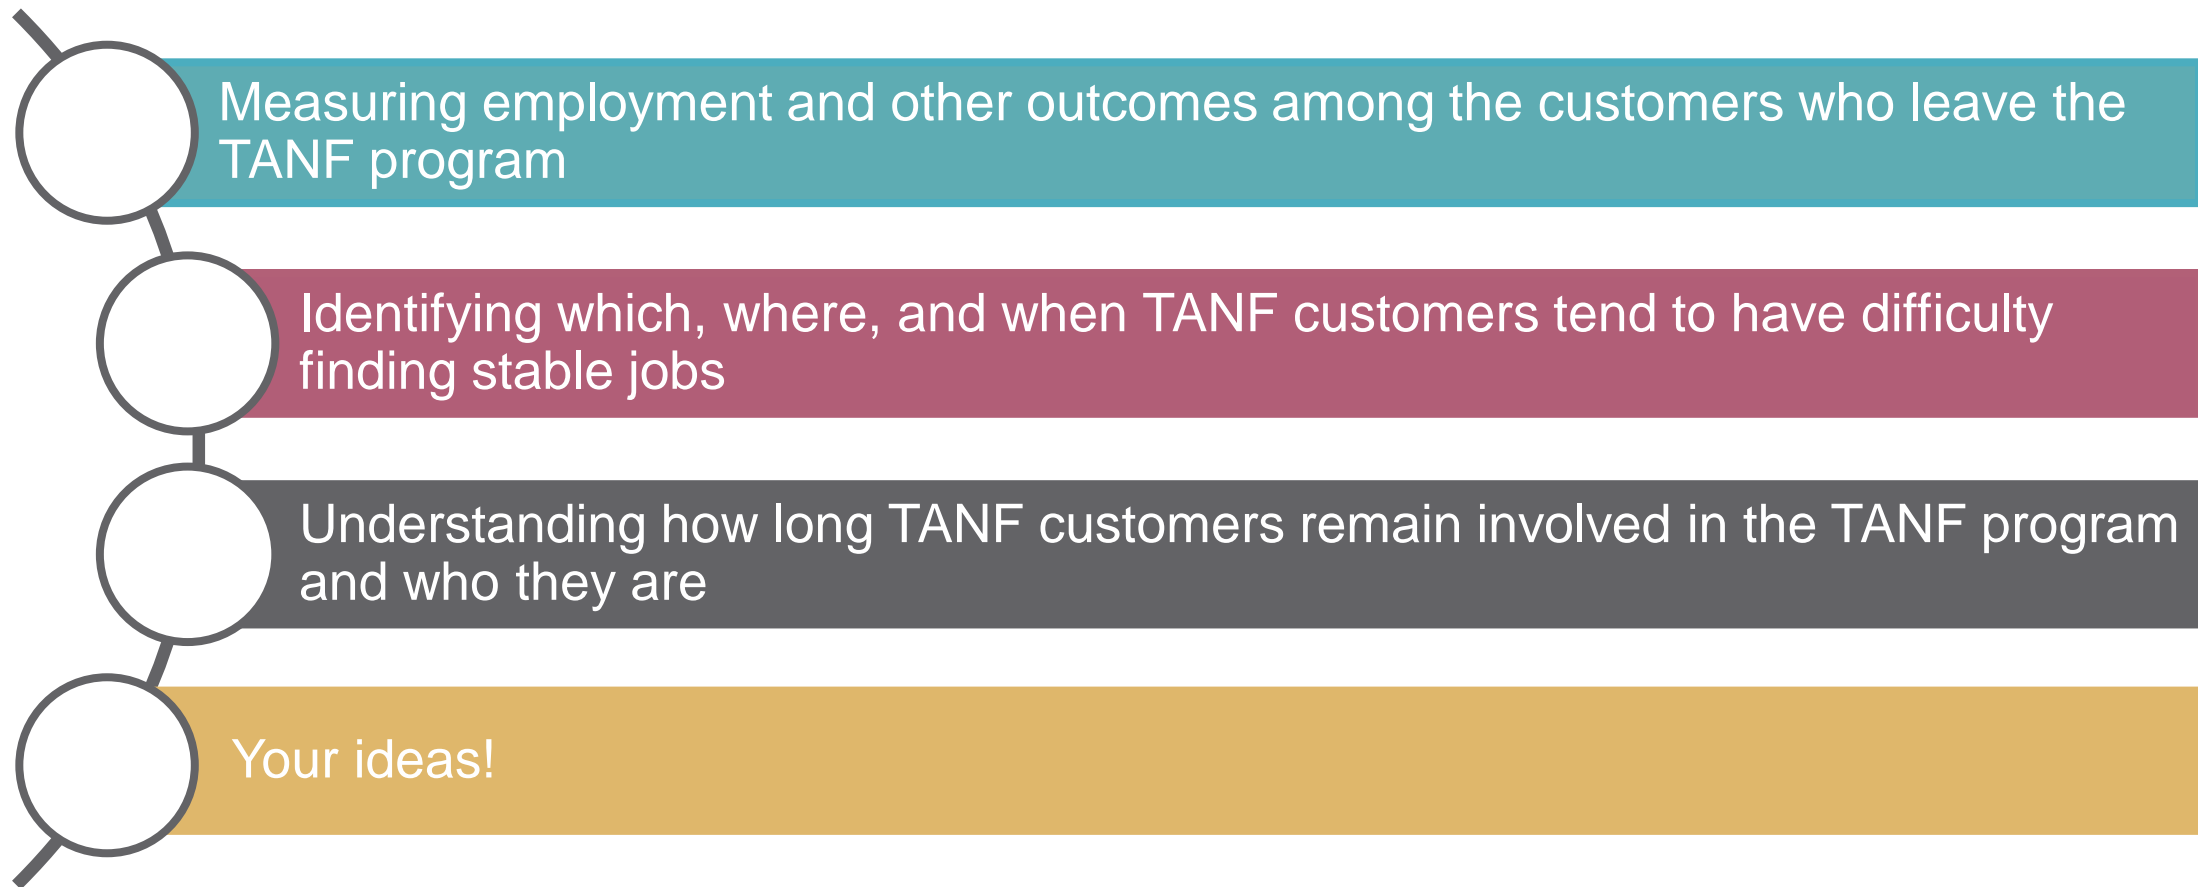 Measuring employment and other outcomes among the customers who leave the
TANF program
Identifying which, where, and when TANF customers tend to have difficulty
finding stable jobs
Understanding how long TANF customers remain involved in the TANF program
and who they are
Your ideas!